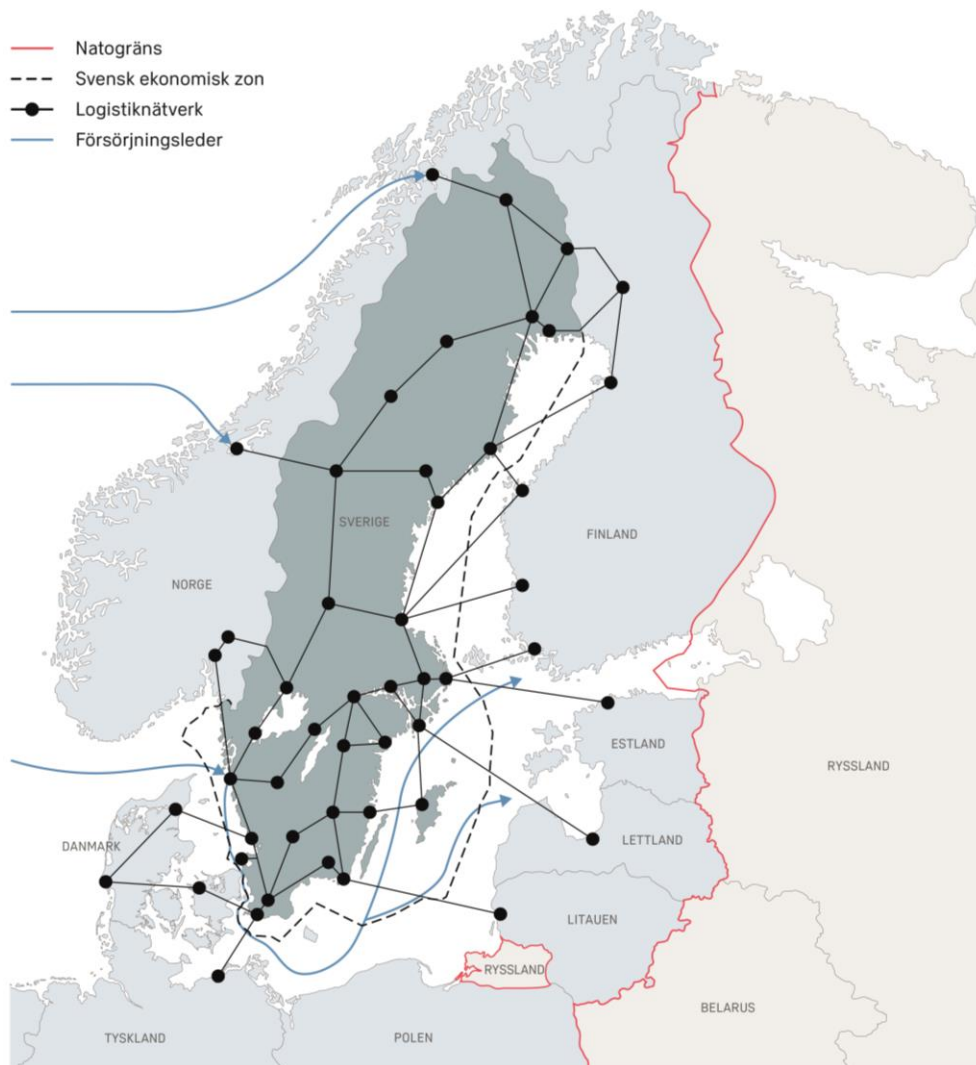 Natogräns
Svensk ekonomisk zon
Logistiknätverk
Försörjningsleder
SVERIGE
FINLAND
NORGE
ESTLAND
RYSSLAND
LETTLAND
DANMARK
LITAUEN
RYSSLAND
BELARUS
TYSKLAND
POLEN